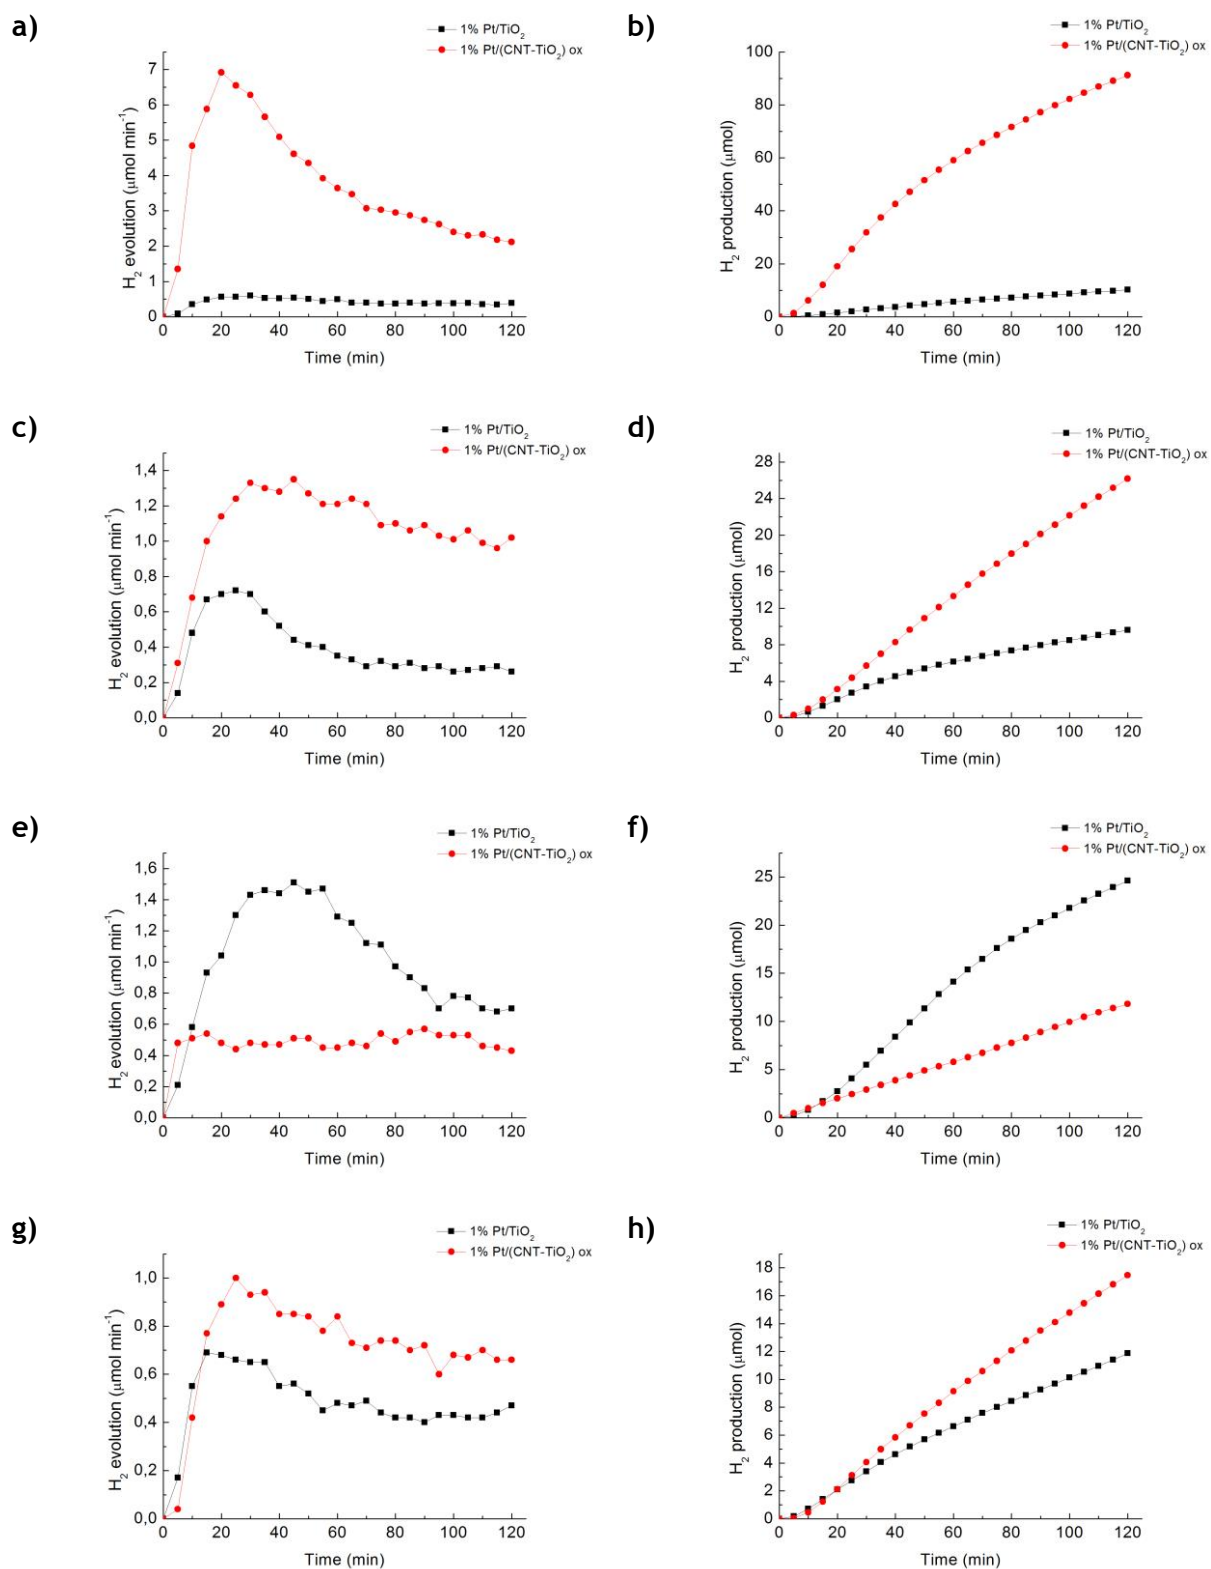 a)
1% Pt/TiO2
1% Pt/(CNT-TiO2) ox
7
6
5
4
3
2
1
0
H2 evolution (μmol min-1)
0 20 40 60 80 100 120
Time (min)
b)
1% Pt/TiO2
1% Pt/(CNT-TiO2) ox
100
80
60
40
20
0
H2 production (μmol)
0 20 40 60 80 100 120
Time (min)
c)
1% Pt/TiO2
1% Pt/(CNT-TiO2) ox
1,4
1,2
1,0
0,8
0,6
0,4
0,2
0,0
H2 evolution (μmol min-1)
0 20 40 60 80 100 120
Time (min)
d)
1% Pt/TiO2
1% Pt/(CNT-TiO2) ox
28
24
20
16
12
8
4
0
H2 production (μmol)
0 20 40 60 80 100 120
Time (min)
e)
1% Pt/TiO2
1% Pt/(CNT-TiO2) ox
1,6
1,4
1,2
1,0
0,8
0,6
0,4
0,2
0,0
H2 evolution (μmol min-1)
0 20 40 60 80 100 120
Time (min)
f)
1% Pt/TiO2
1% Pt/(CNT-TiO2) ox
25
20
15
10
5
0
H2 production (μmol)
0 20 40 60 80 100 120
Time (min)
g)
1% Pt/TiO2
1% Pt/(CNT-TiO2) ox
1,0
0,8
0,6
0,4
0,2
0,0
H2 evolution (μmol min-1)
0 20 40 60 80 100 120
Time (min)
h)
1% Pt/TiO2
1% Pt/(CNT-TiO2) ox
18
16
14
12
10
8
6
4
2
0
H2 production (μmol)
0 20 40 60 80 100 120
Time (min)